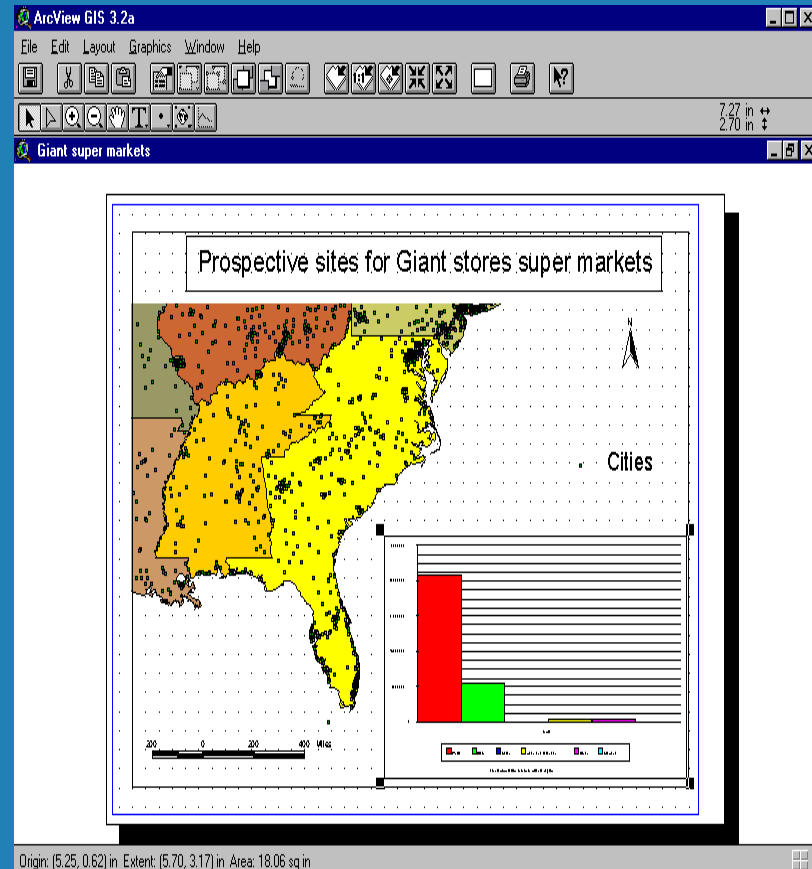 ArcView GIS 3.2a
File Edit Layout Graphics Window Help
7.27 in
2.70 in
Giant super markets
Prospective sites for Giant stores super markets
N
Cities
200 0 200 400 Miles
Origin: (5.25, 0.62) in Extent: (5.70, 3.17) in Area: 18.06 sq in